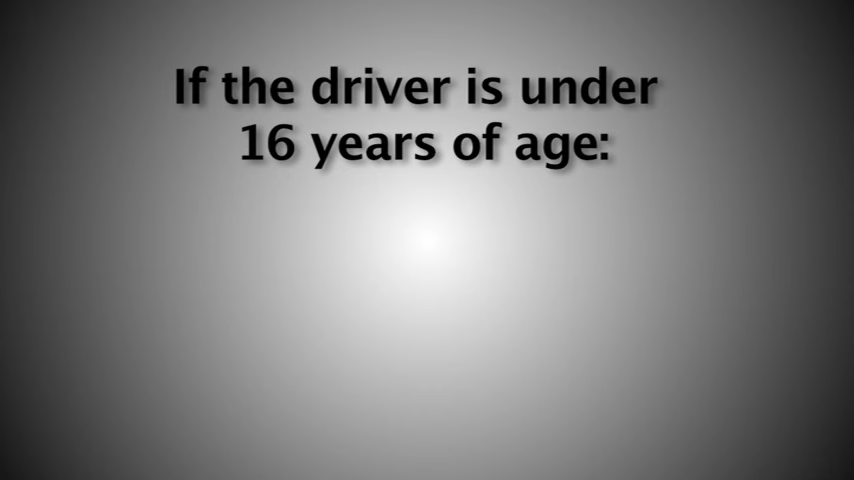 If the driver is under
16 years of age: